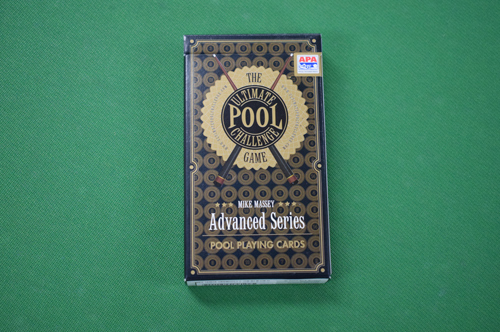 APA
THE
ULTIMATE
POOL
CHALLENGE
GAME
MIKE MASSEY
Advanced Series
POOL PLAYING CARDS